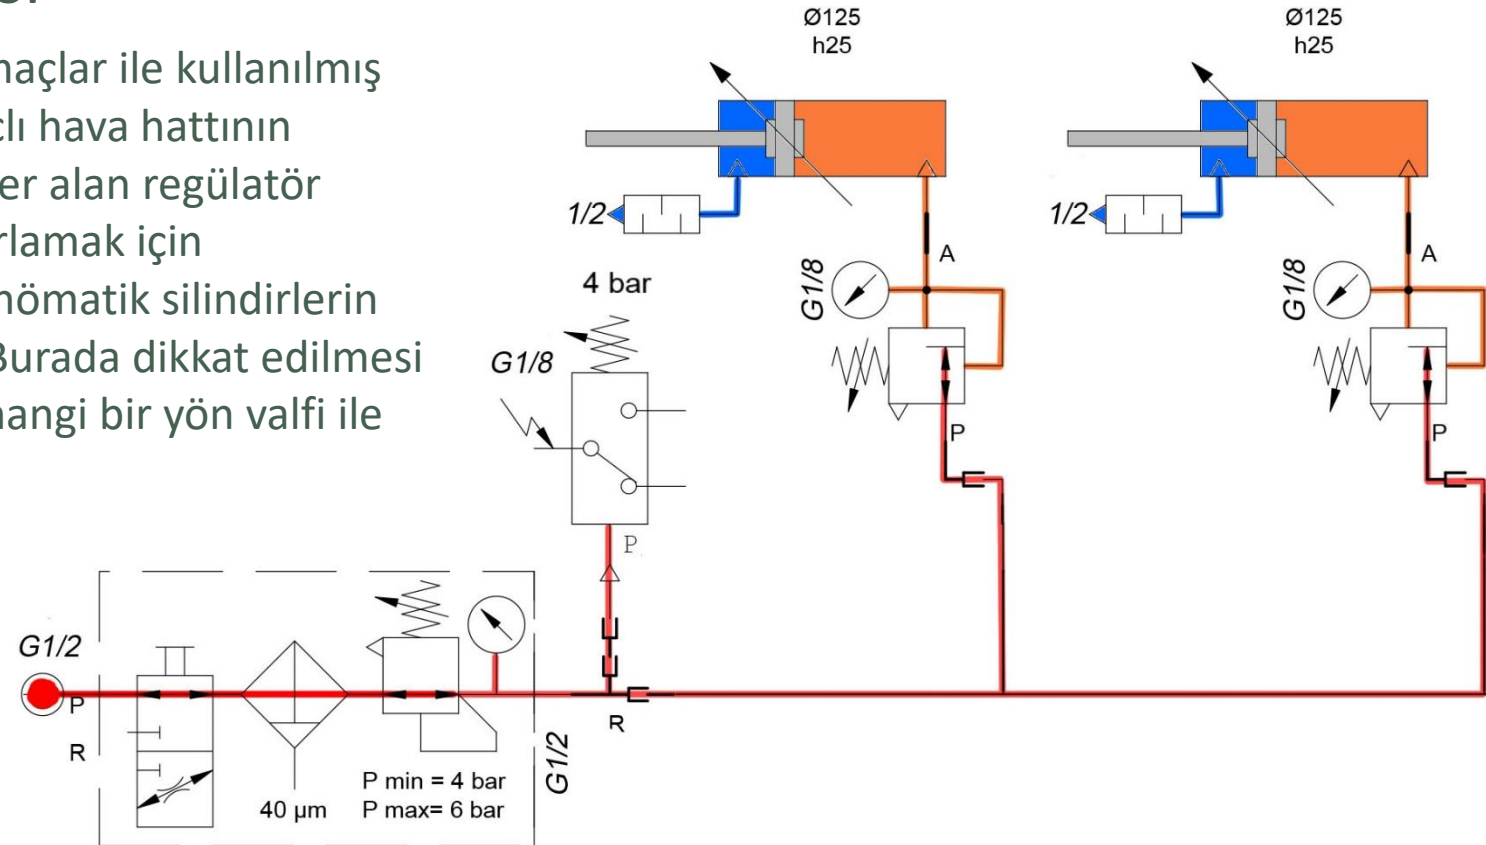 açlar ile kullanılmış
lı hava hattının
er alan regülatör
rlamak için
nömatik silindirlerin
Burada dikkat edilmesi
hangi bir yön valfi ile
Ø125
h25
Ø125
h25
1/2
1/2
A
A
G1/8
G1/8
4 bar
G1/8
P
P
P
G1/2
P
R
R
G1/2
40 µm
P min = 4 bar
P max= 6 bar